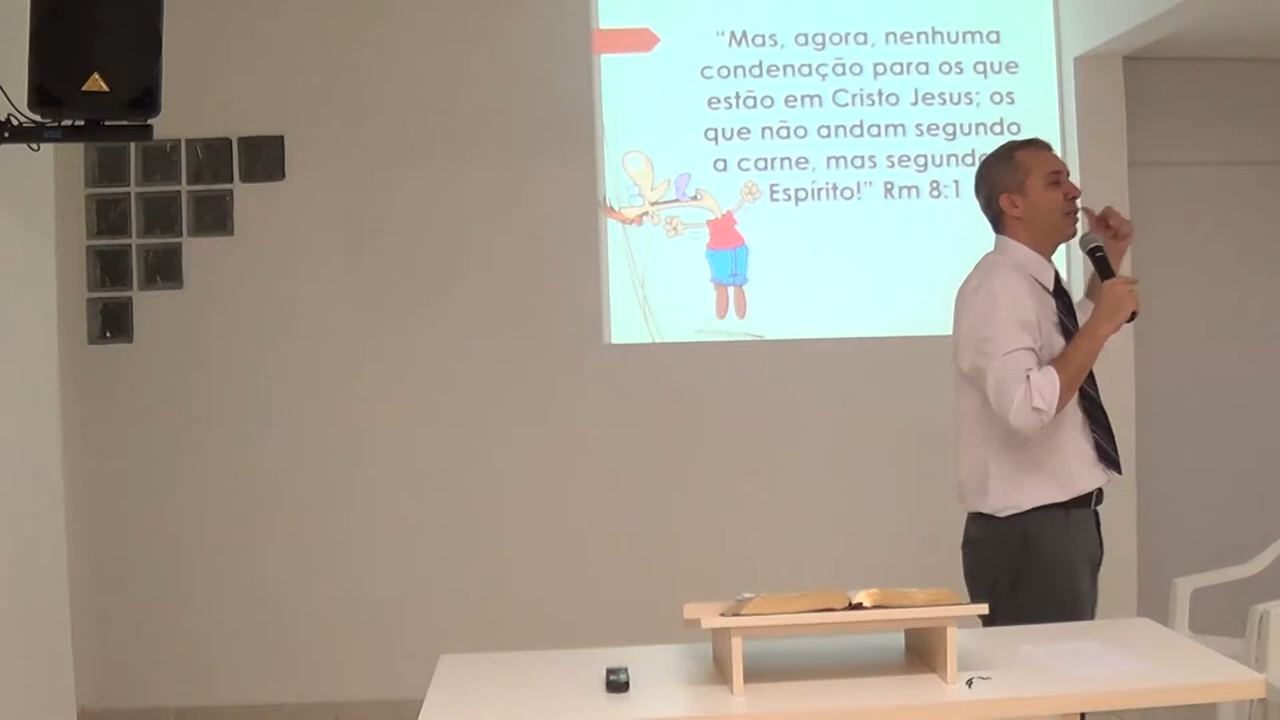 “Mas, agora, nenhuma
condenação para os que
estão em Cristo Jesus; os
que não andam segundo
a carne, mas segundo
Espírito!” Rm 8:1